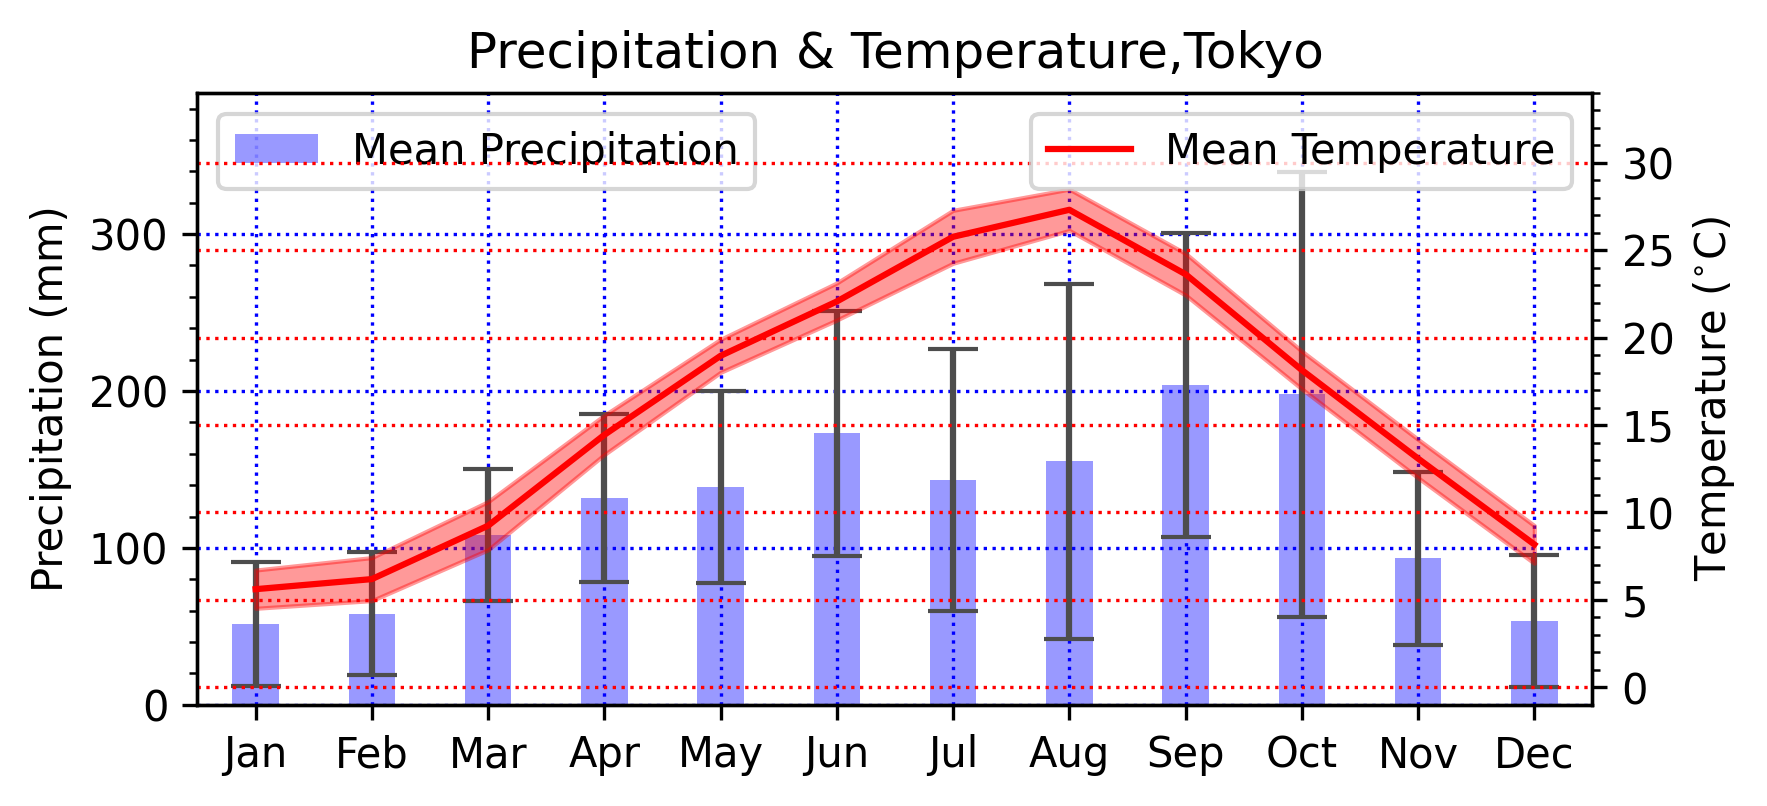 Precipitation & Temperature,Tokyo
Mean Precipitation
Mean Temperature
Precipitation (mm)
300
200
100
0
30
25
20
15
10
5
0
Temperature (°C)
Jan Feb Mar Apr May Jun Jul Aug Sep Oct Nov Dec